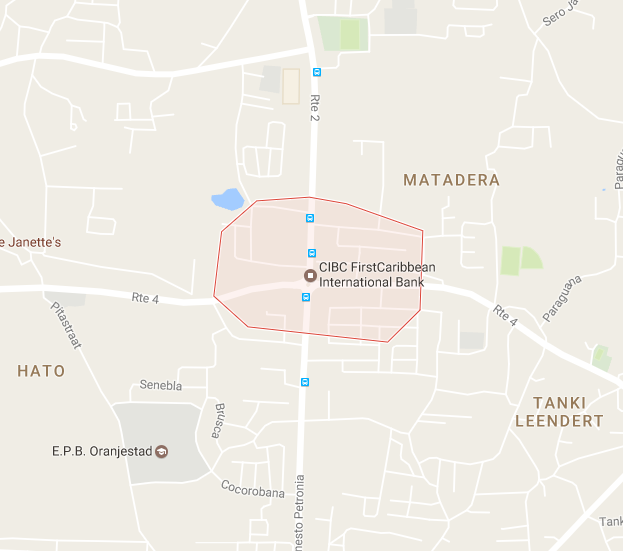 Sero Ja
Rte 2
MATADERA
Paragu
e Janette's
CIBC FirstCaribbean
International Bank
Rte 4
Rte 4
Paraguana
Pitastraat
HATO
Senebla
TANKI
LEENDERT
Brusca
E.P.B. Oranjestad
Cocorobana
nesto Petronia
Tank